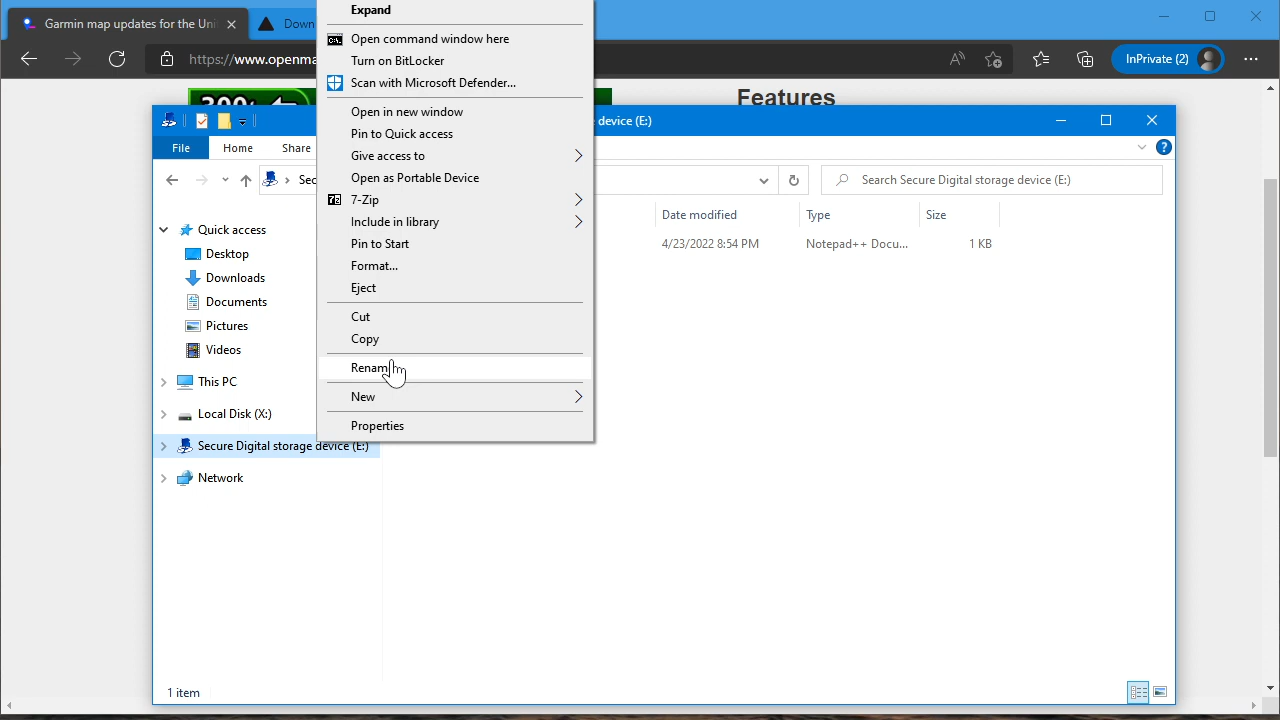 Garmin map updates for the Uni
Down
https://www.openma
InPrivate (2)
Features
device (E:)
File
Home
Share
Sec
Search Secure Digital storage device (E:)
Date modified
Type
Size
4/23/2022 8:54 PM
Notepad++ Docu...
1 KB
Quick access
Desktop
Downloads
Documents
Pictures
Videos
This PC
Local Disk (X:)
Secure Digital storage device (E:)
Network
1 item
Expand
Open command window here
Turn on BitLocker
Scan with Microsoft Defender...
Open in new window
Pin to Quick access
Give access to
Open as Portable Device
7-Zip
Include in library
Pin to Start
Format...
Eject
Cut
Copy
Rename
New
Properties